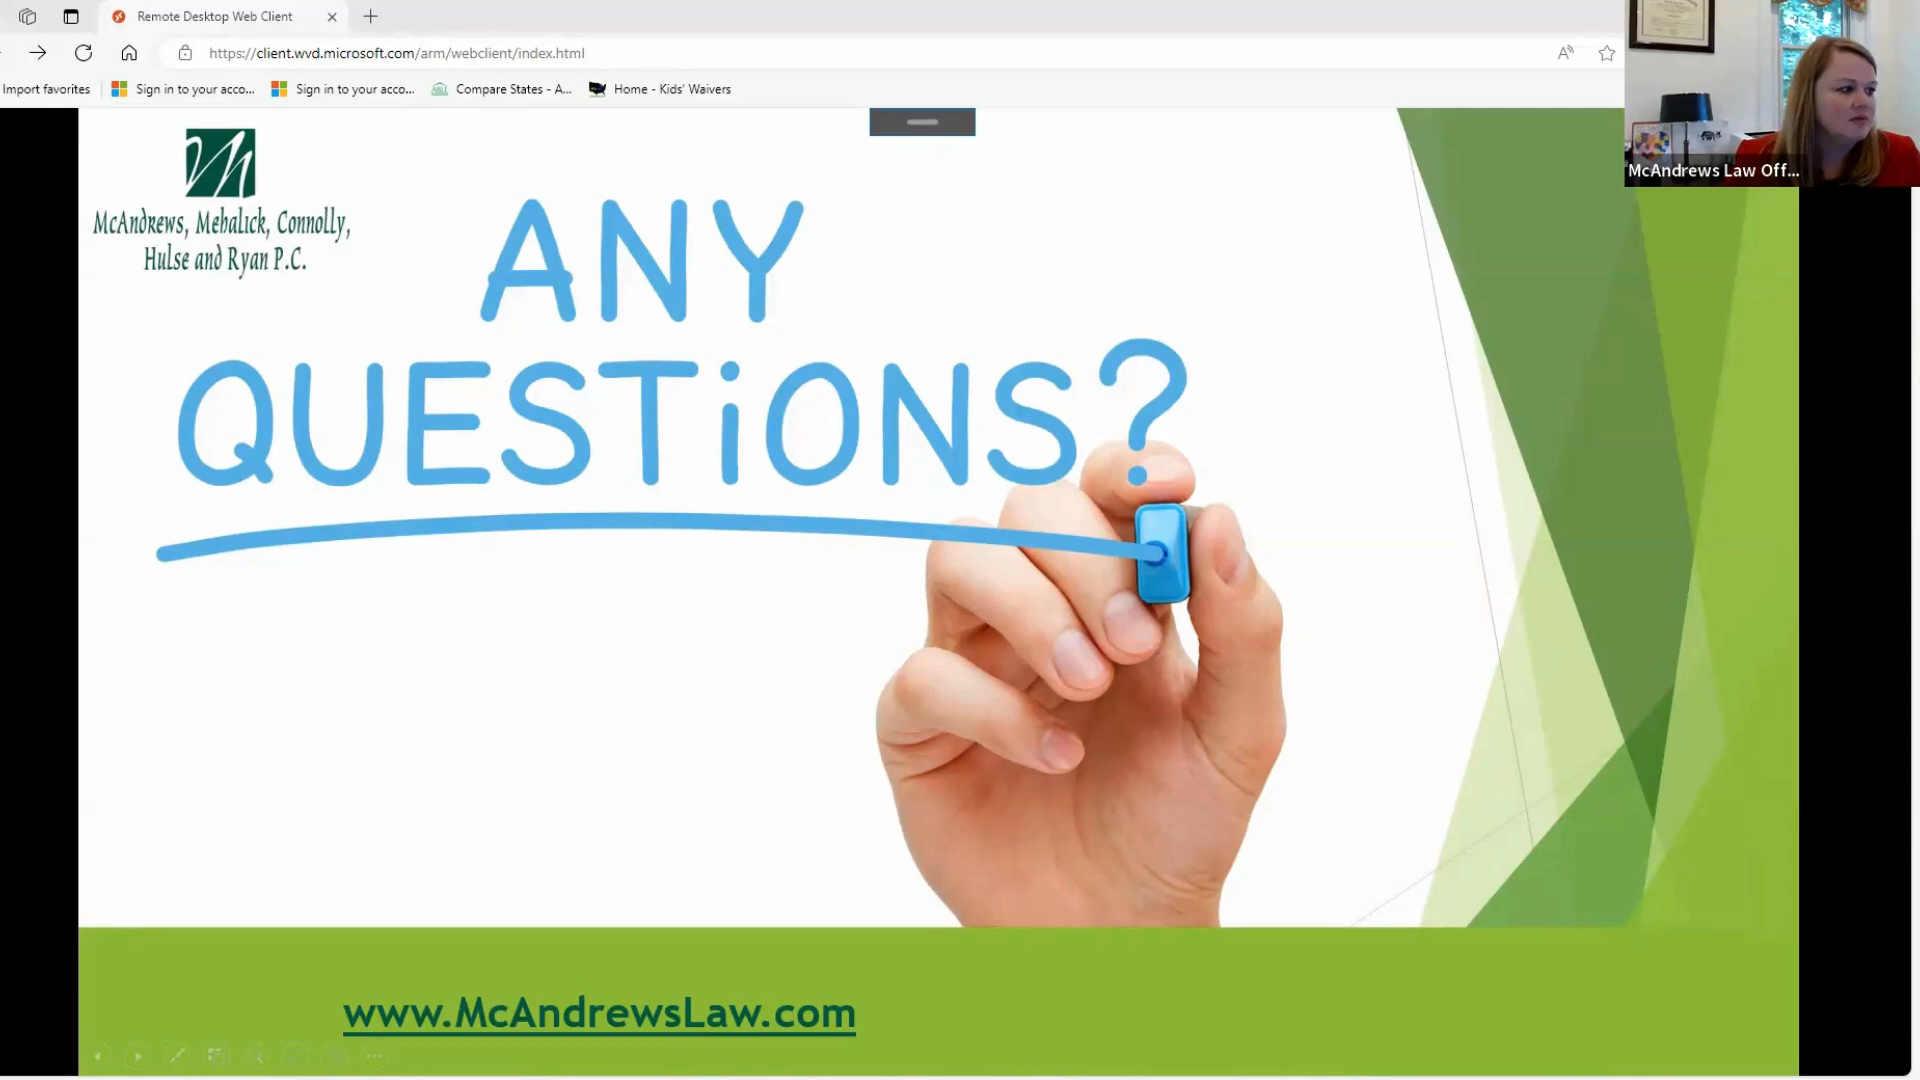 Remote Desktop Web Client
https://client.wvd.microsoft.com/arm/webclient/index.html
Import favorites
Sign in to your acco...
Sign in to your acco...
Compare States - A...
Home - Kids' Waivers
McAndrews Law Off...
McAndrews, Mehalick, Connolly,
Hulse and Ryan P.C.
ANY
QUESTiONS?
www.McAndrewsLaw.com